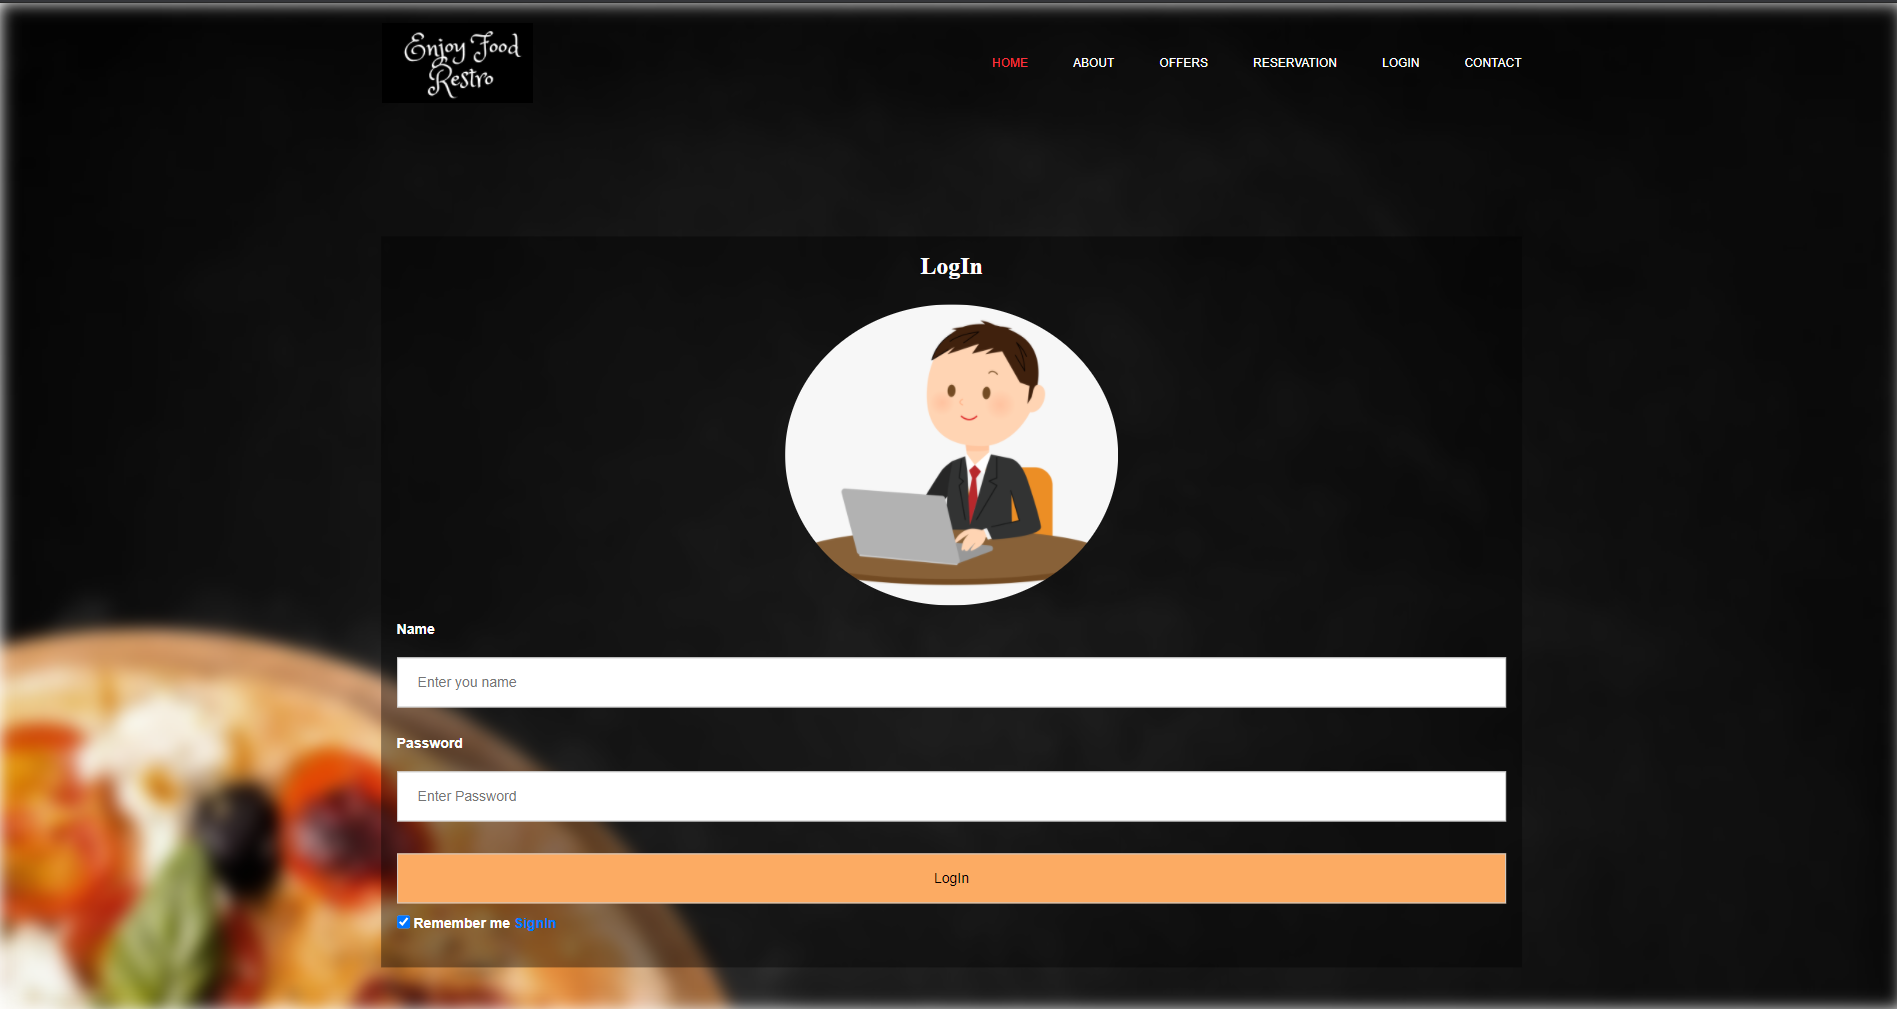 Enjoy Food
Restro
HOME ABOUT OFFERS RESERVATION LOGIN CONTACT
LogIn
Name
Enter you name
Password
Enter Password
LogIn
Remember me SignIn